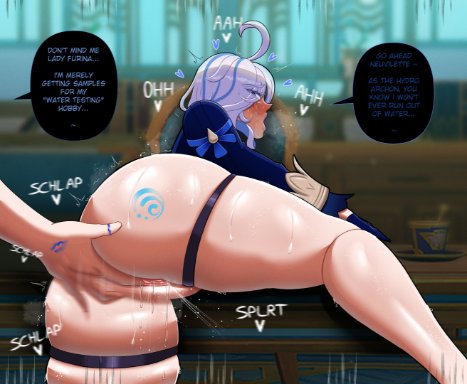 AAH
DON'T MIND ME
LADY FURINA...
I'M MERELY
GETTING SAMPLES
FOR MY
"WATER TESTING"
HOBBY...
~
GO AHEAD
NEUVILLETTE
~
AS THE HYDRO
ARCHON, YOU
KNOW I WON'T
EVER RUN OUT
OF WATER...
~
OHH
AHH
SCHLAP
SCHLAP
SCHLAP
SPLRT